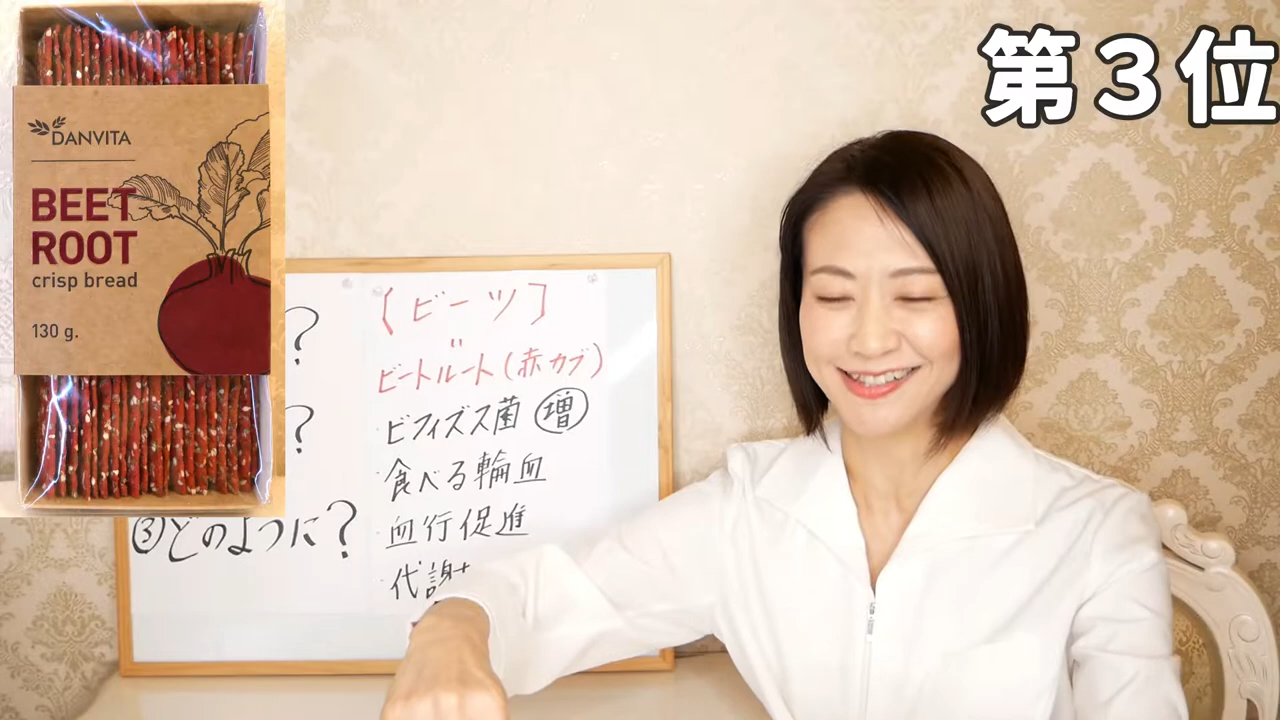 第3位
DANVITA
BEET
ROOT
crisp bread
130 g.
?
?
③どのように?
〔ビーツ〕
ビートルート(赤カブ)
ビフィズス菌 増
・食べる輸血
・血行促進
・代謝